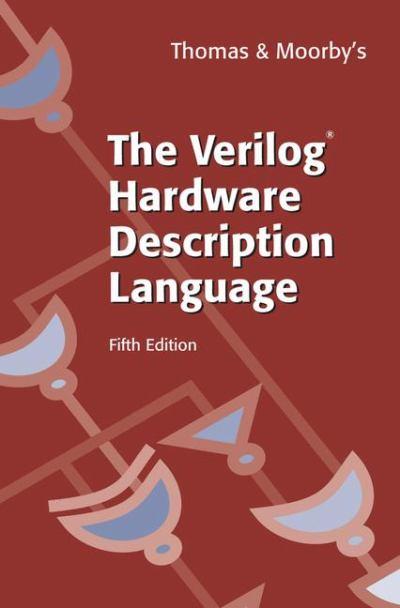 Thomas & Moorby's
The Verilog®
Hardware
Description
Language
Fifth Edition